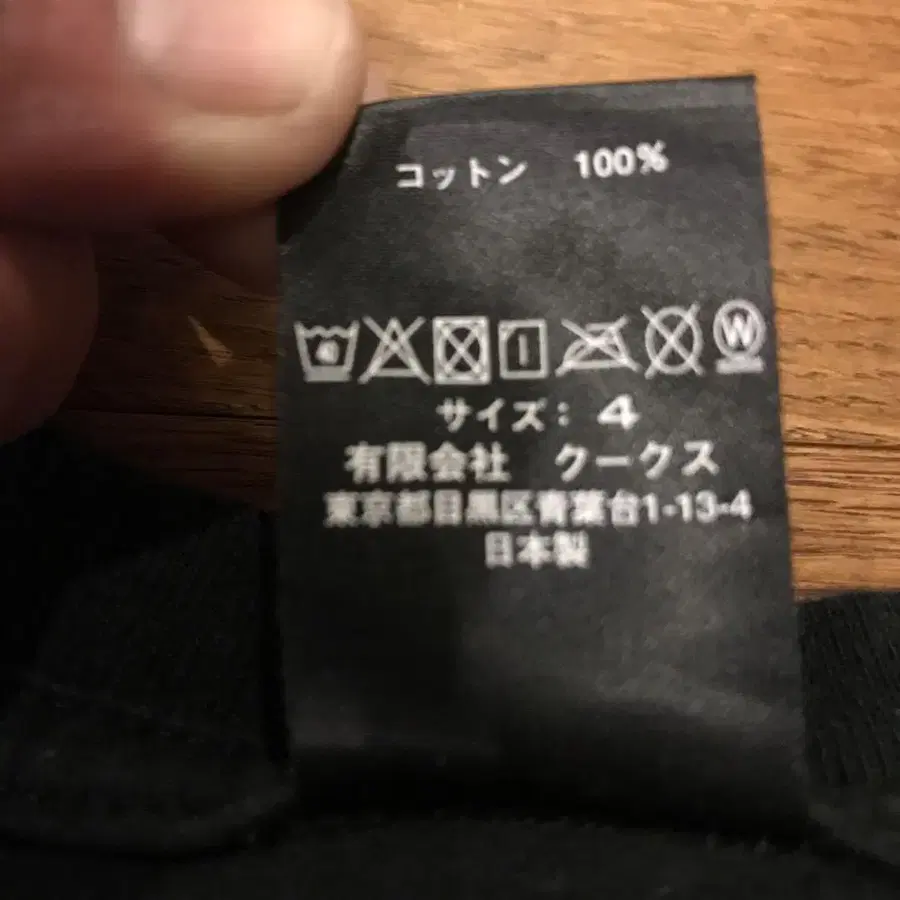 コットン 100%
40
W
サイズ: 4
有限会社 クークス
東京都目黒区青葉台1-13-4
日本製